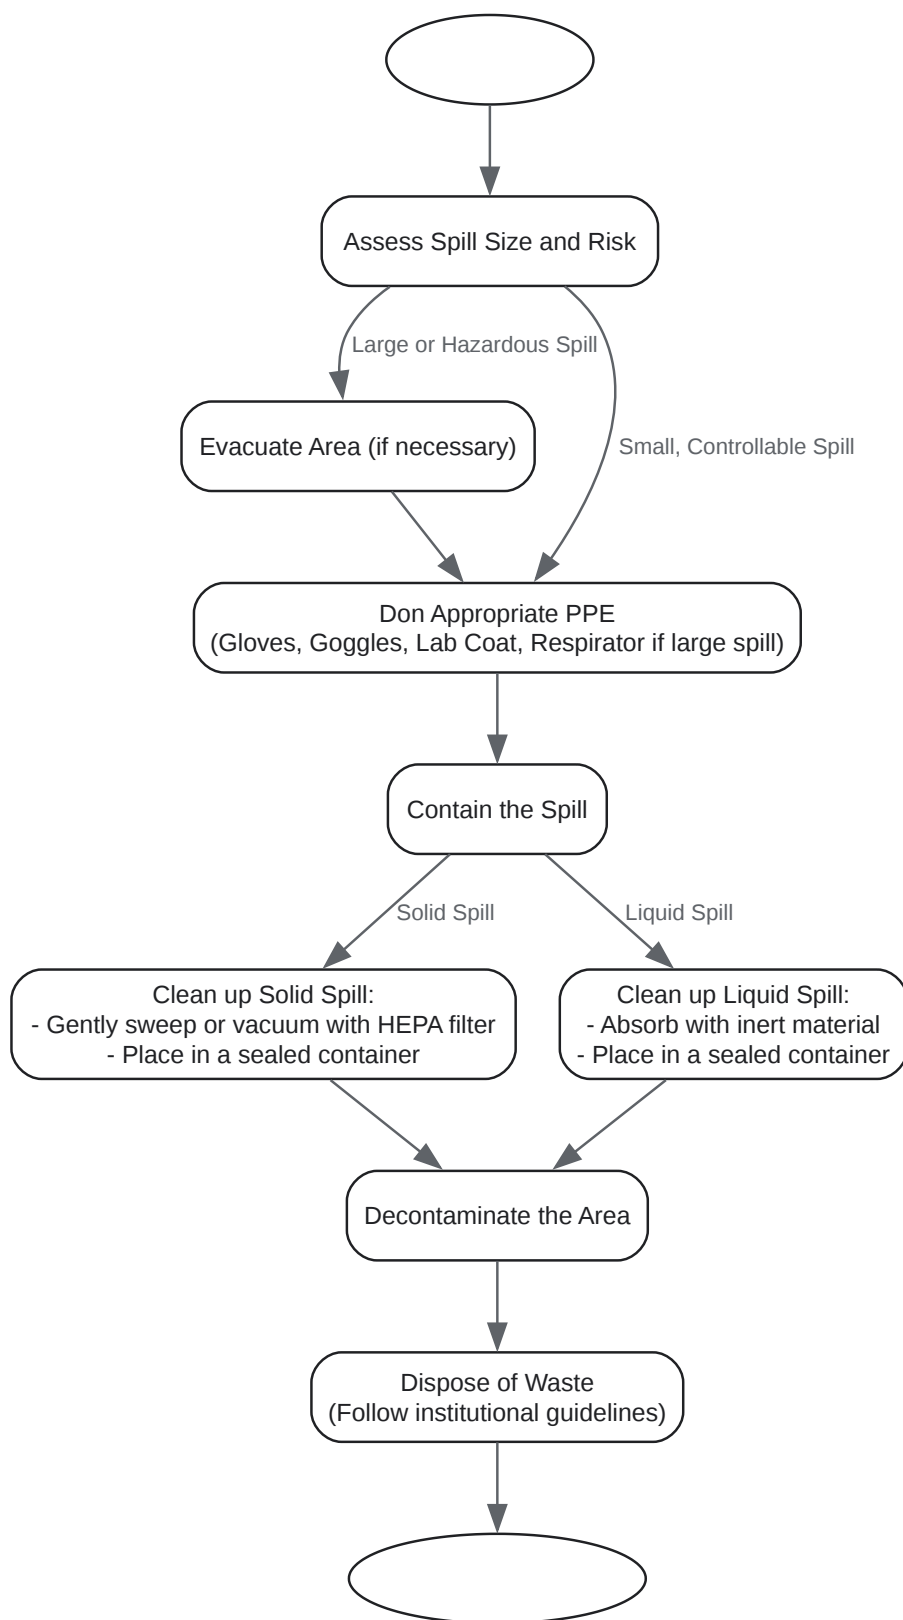 Assess Spill Size and Risk
Large or Hazardous Spill
Evacuate Area (if necessary)
Small, Controllable Spill
Don Appropriate PPE
(Gloves, Goggles, Lab Coat, Respirator if large spill)
Contain the Spill
Solid Spill
Liquid Spill
Clean up Solid Spill:
- Gently sweep or vacuum with HEPA filter
- Place in a sealed container
Clean up Liquid Spill:
- Absorb with inert material
- Place in a sealed container
Decontaminate the Area
Dispose of Waste
(Follow institutional guidelines)